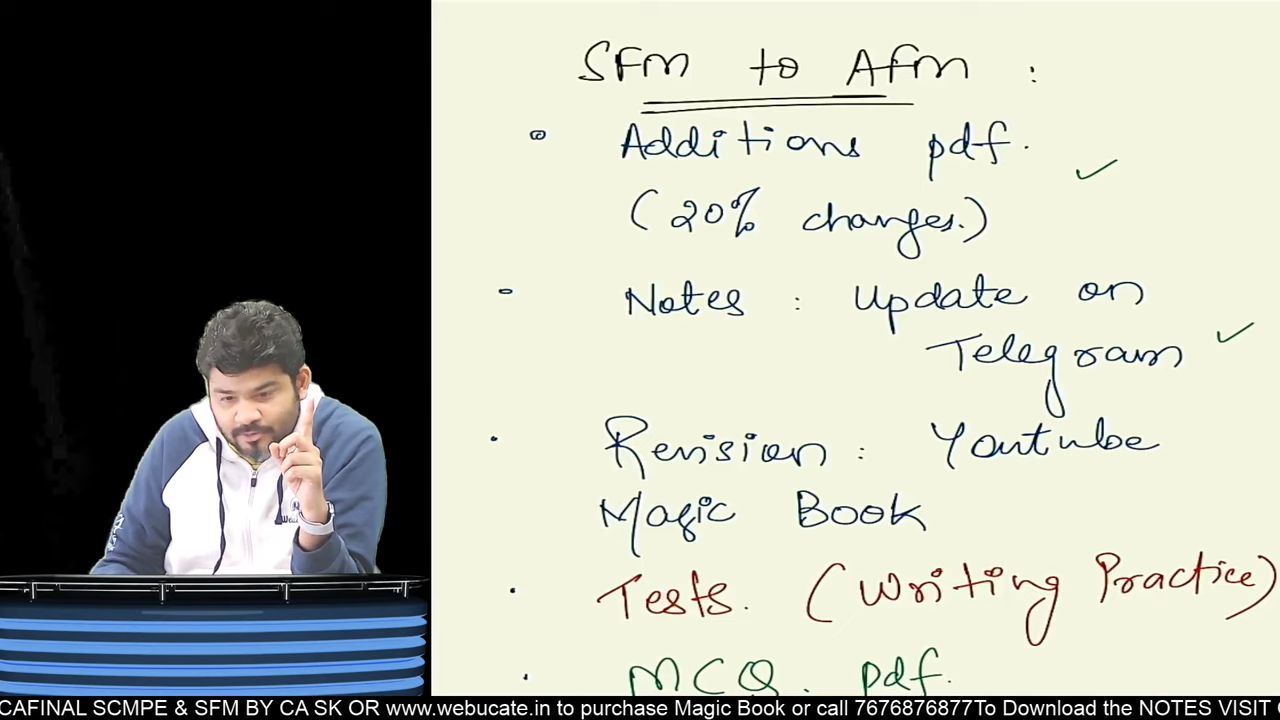 SFM to AFM :
Additions pdf.
(20% changes.)
Notes : Update on
Telegram
Revision : Youtube
Magic Book
Tests. (Writing Practice)
MCQ. pdf.
CAFINAL SCMPE & SFM BY CA SK OR www.webucate.in to purchase Magic Book or call 7676876877To Download the NOTES VISIT